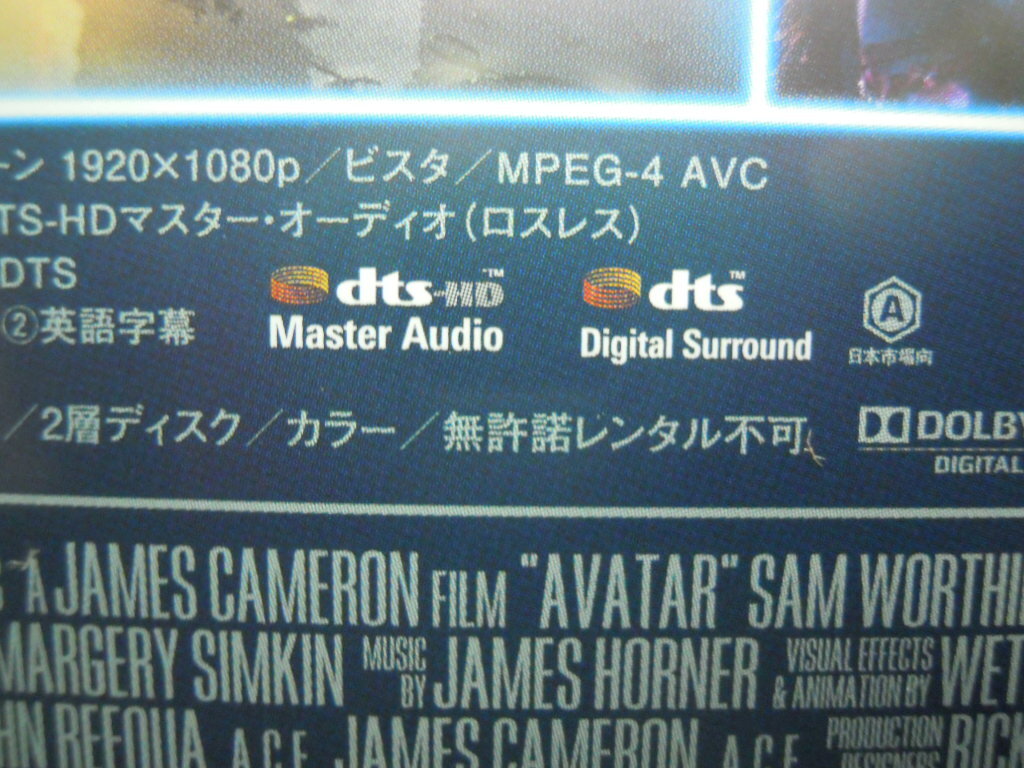 ーン 1920×1080p／ビスタ／MPEG-4 AVC
TS-HDマスター・オーディオ（ロスレス）
DTS
dts-HD™
Master Audio
dts™
Digital Surround
A
日本市場向
②英語字幕
／2層ディスク／カラー／無許諾レンタル不可
DOLBY
DIGITAL
A JAMES CAMERON FILM "AVATAR" SAM WORTHI
MARGERY SIMKIN MUSIC BY JAMES HORNER VISUAL EFFECTS & ANIMATION BY WET
A.C.E. JAMES CAMERON A.C.E. PRODUCTION DESIGNERS RICK